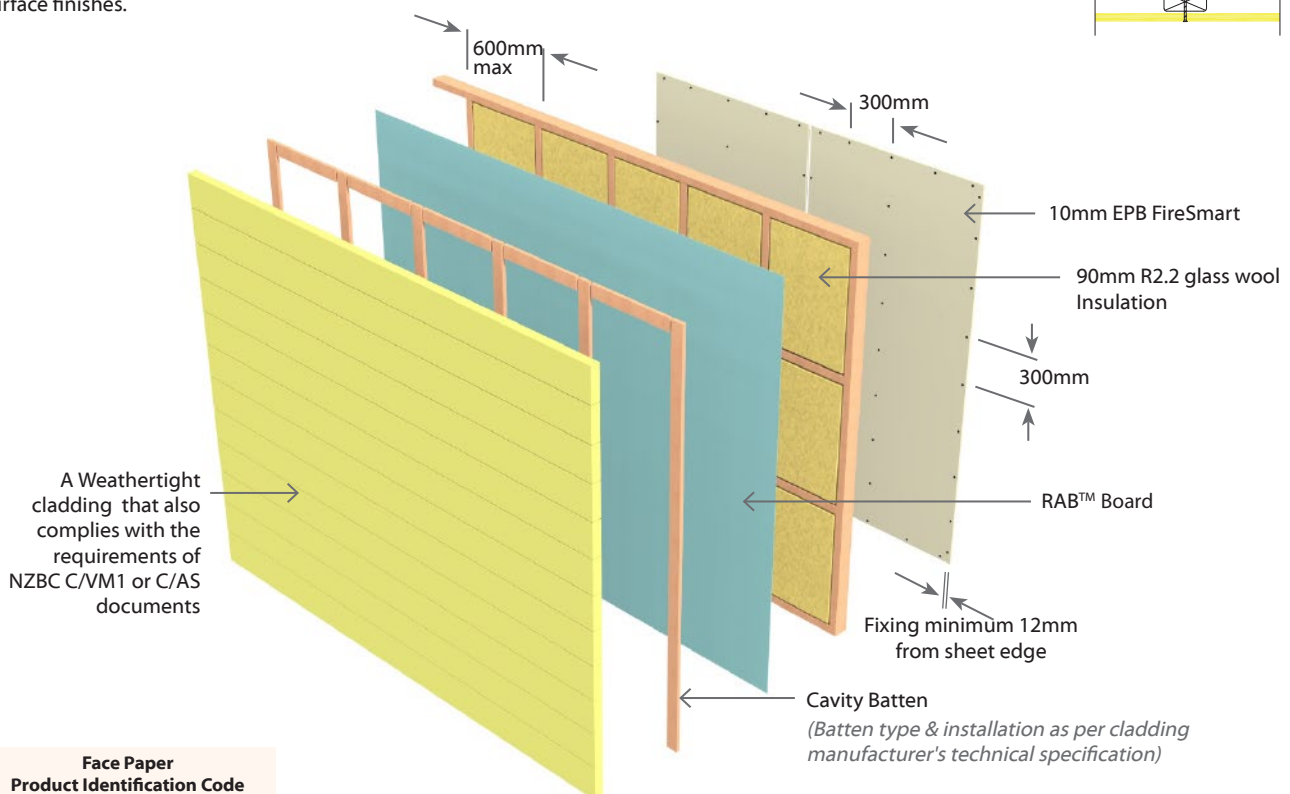 urface finishes.
600mm
max
300mm
10mm EPB FireSmart
90mm R2.2 glass wool
Insulation
300mm
RAB™ Board
A Weathertight
cladding that also
complies with the
requirements of
NZBC C/VM1 or C/AS
documents
Fixing minimum 12mm
from sheet edge
Cavity Batten
(Batten type & installation as per cladding
manufacturer's technical specification)
Face Paper
Product Identification Code